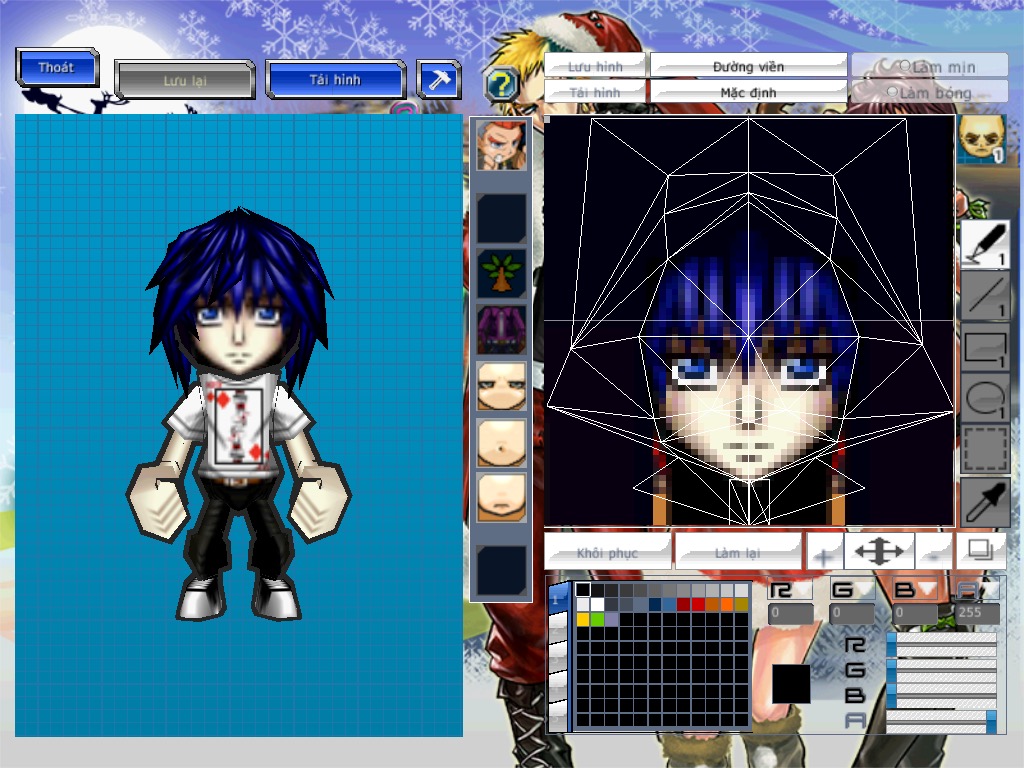 Thoát
Lưu lại
Tải hình
?
Lưu hình
Đường viền
Làm mịn
Tải hình
Mặc định
Làm bóng
1
1
1
1
1
Khôi phục
Làm lại
+
-
1
R
G
B
A
0
0
0
255
R
G
B
A